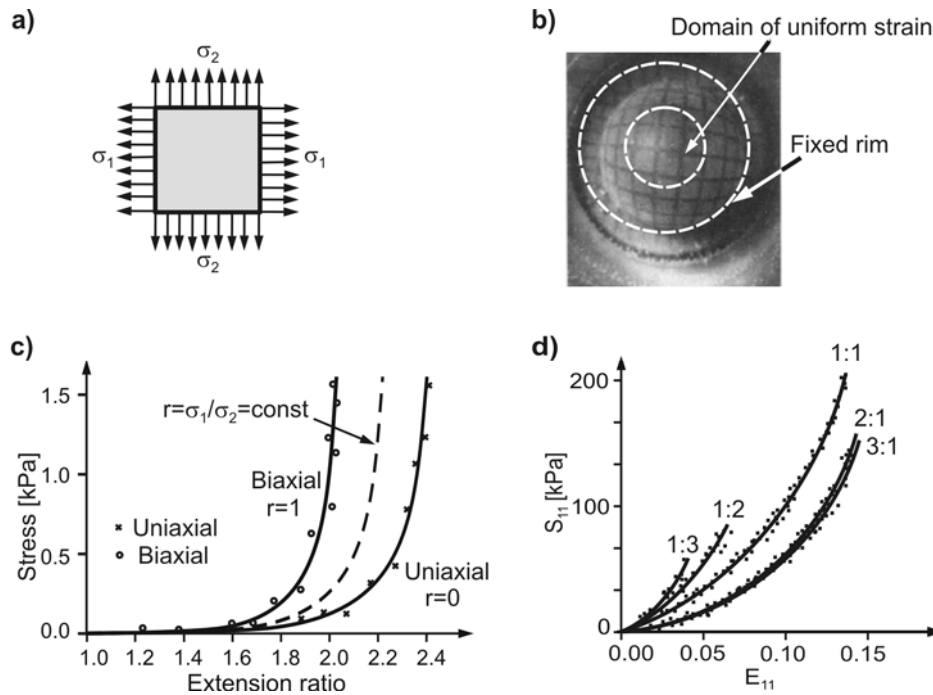 a)
σ2
σ1
σ1
σ2
b)
Domain of uniform strain
Fixed rim
c)
Stress [kPa]
1.5
1.0
0.5
0.0
r=σ1/σ2=const
Biaxial
r=1
× Uniaxial
o Biaxial
Uniaxial
r=0
1.0 1.2 1.4 1.6 1.8 2.0 2.2 2.4
Extension ratio
d)
S11 [kPa]
200
100
0
1:1
2:1
3:1
1:2
1:3
0.00 0.05 0.10 0.15
E11